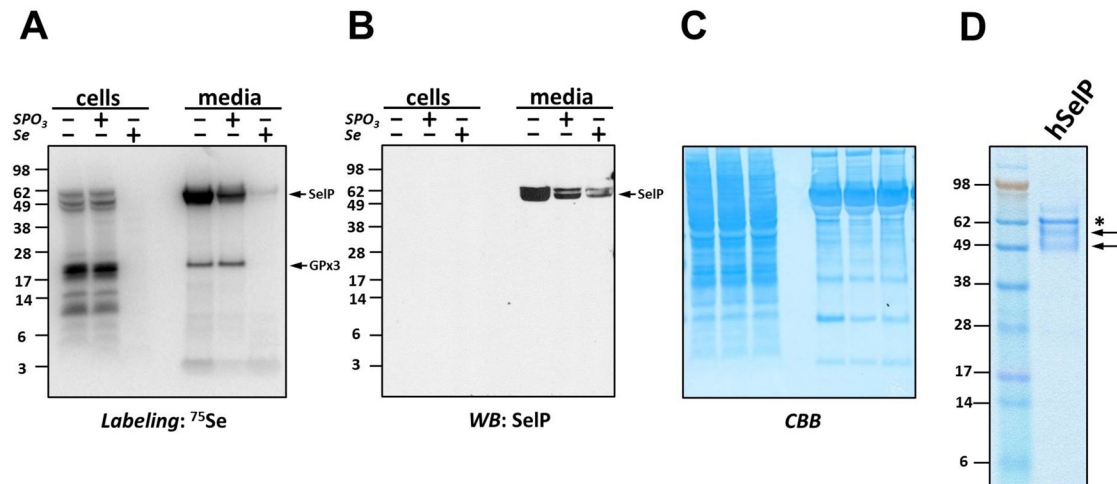 A
cells media
SPO₃ – + – – + –
Se – – + – – + 
98
62
49
38
28
17
14
6
3
SelP
GPx3
Labeling: ⁷⁵Se
B
cells media
SPO₃ – + – – + –
Se – – + – – +
98
62
49
38
28
17
14
6
3
SelP
WB: SelP
C
CBB
D
hSelP
98
62
49
38
28
17
14
6
*